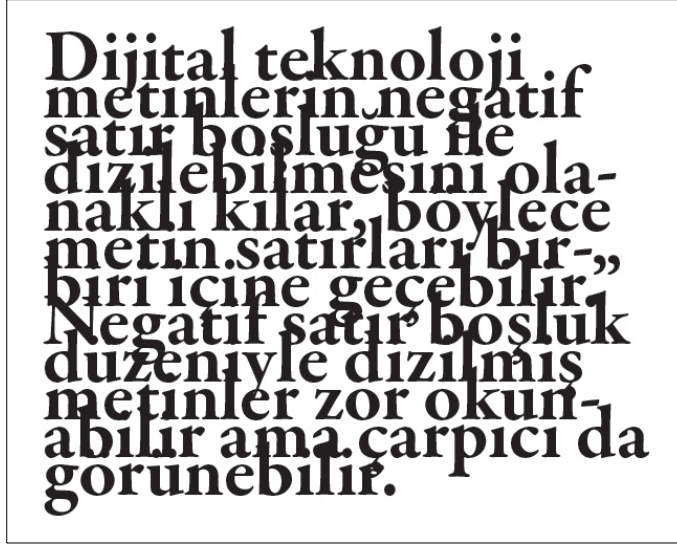 Dijital teknoloji
metinlerin negatif
satır boşluğu ile
dizilebilmesini ola-
naklı kılar, böylece
metin satırları bir-
biri içine geçebilir.
Negatif satır boşluk
düzeniyle dizilmiş
metinler zor okun-
abilir ama çarpıcı da
görünebilir.